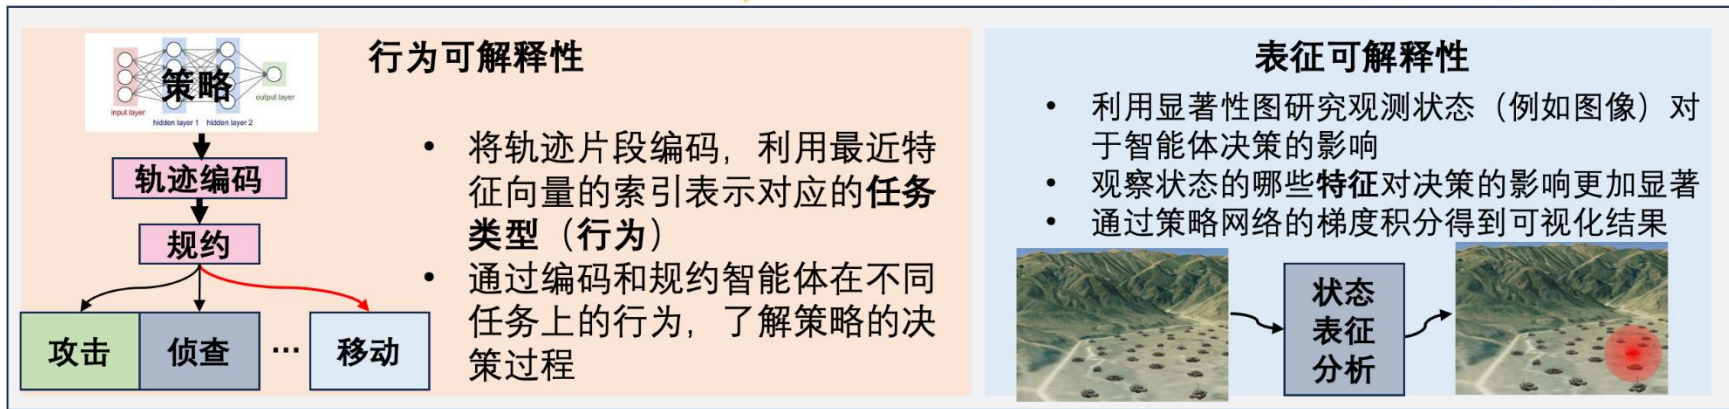 行为可解释性
策略
input layer
hidden layer 1 hidden layer 2
output layer
轨迹编码
规约
攻击
侦查
...
移动
• 将轨迹片段编码，利用最近特
征向量的索引表示对应的任务
类型（行为）
• 通过编码和规约智能体在不同
任务上的行为，了解策略的决
策过程
表征可解释性
• 利用显著性图研究观测状态（例如图像）对
于智能体决策的影响
• 观察状态的哪些特征对决策的影响更加显著
• 通过策略网络的梯度积分得到可视化结果
状态
表征
分析